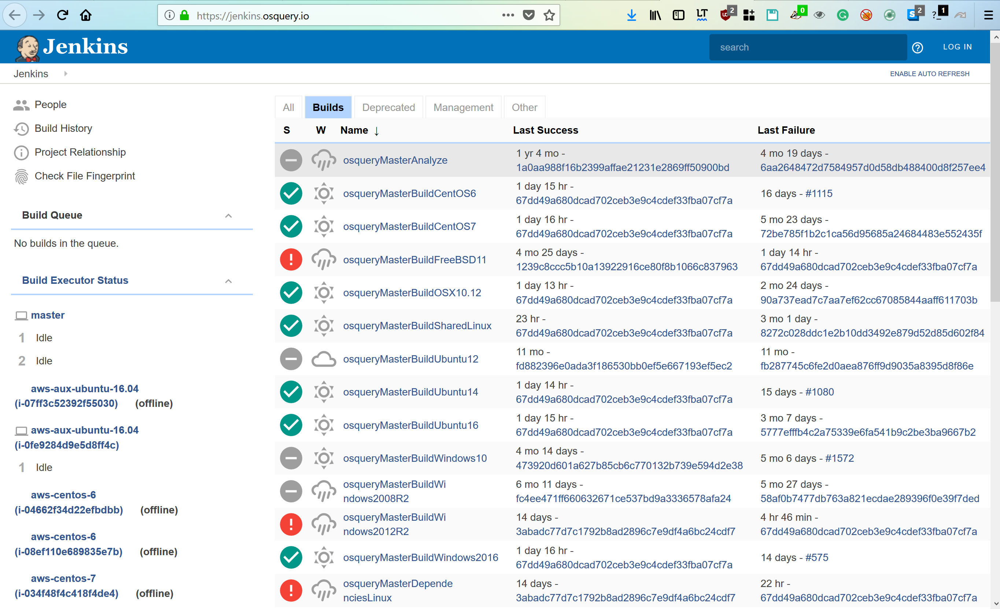 https://jenkins.osquery.io
LT
2
0
2
?_ 1
Jenkins
search
LOG IN
Jenkins
ENABLE AUTO REFRESH
People
Build History
Project Relationship
Check File Fingerprint
Build Queue
No builds in the queue.
Build Executor Status
master
1 Idle
2 Idle
aws-aux-ubuntu-16.04
(i-07ff3c52392f55030) (offline)
aws-aux-ubuntu-16.04
(i-0fe9284d9e5d8ff4c)
1 Idle
aws-centos-6
(i-04662f34d22efbdbb) (offline)
aws-centos-6
(i-08ef110e689835e7b) (offline)
aws-centos-7
(i-034f48f4c418f4de4) (offline)
All Builds Deprecated Management Other
S W Name ↓ Last Success Last Failure
osqueryMasterAnalyze
1 yr 4 mo -
1a0aa988f16b2399affae21231e2869ff50900bd
4 mo 19 days -
6aa2648472d7584957d0d58db488400d8f257ee4
osqueryMasterBuildCentOS6
1 day 15 hr -
67dd49a680dcad702ceb3e9c4cdef33fba07cf7a
16 days - #1115
osqueryMasterBuildCentOS7
1 day 16 hr -
67dd49a680dcad702ceb3e9c4cdef33fba07cf7a
5 mo 23 days -
72be785f1b2c1ca56d95685a24684483e552435f
osqueryMasterBuildFreeBSD11
4 mo 25 days -
1239c8ccc5b10a13922916ce80f8b1066c837963
1 day 14 hr -
67dd49a680dcad702ceb3e9c4cdef33fba07cf7a
osqueryMasterBuildOSX10.12
1 day 13 hr -
67dd49a680dcad702ceb3e9c4cdef33fba07cf7a
2 mo 24 days -
90a737ead7c7aa7ef62cc67085844aaff611703b
osqueryMasterBuildSharedLinux
23 hr -
67dd49a680dcad702ceb3e9c4cdef33fba07cf7a
3 mo 1 day -
8272c028ddc1e2b10dd3492e879d52d85d602f84
osqueryMasterBuildUbuntu12
11 mo -
fd882396e0ada3f186530bb0ef5e667193ef5ec2
11 mo -
fb287745c6fe2d0aea876ff9d9035a8395d8f86e
osqueryMasterBuildUbuntu14
1 day 14 hr -
67dd49a680dcad702ceb3e9c4cdef33fba07cf7a
15 days - #1080
osqueryMasterBuildUbuntu16
1 day 15 hr -
67dd49a680dcad702ceb3e9c4cdef33fba07cf7a
3 mo 7 days -
5777efffb4c2a75339e6fa541b9c2be3ba9667b2
osqueryMasterBuildWindows10
4 mo 14 days -
473920d601a627b85cb6c770132b739e594d2e38
5 mo 6 days - #1572
osqueryMasterBuildWi
ndows2008R2
6 mo 11 days -
fc4ee471ff660632671ce537bd9a3336578afa24
5 mo 27 days -
58af0b7477db763a821ecdae289396f0e39f7ded
osqueryMasterBuildWi
ndows2012R2
14 days -
3abadc77d7c1792b8ad2896c7e9df4a6bc24cdf7
4 hr 46 min -
67dd49a680dcad702ceb3e9c4cdef33fba07cf7a
osqueryMasterBuildWindows2016
1 day 16 hr -
67dd49a680dcad702ceb3e9c4cdef33fba07cf7a
14 days - #575
osqueryMasterDepende
nciesLinux
14 days -
3abadc77d7c1792b8ad2896c7e9df4a6bc24cdf7
22 hr -
67dd49a680dcad702ceb3e9c4cdef33fba07cf7a